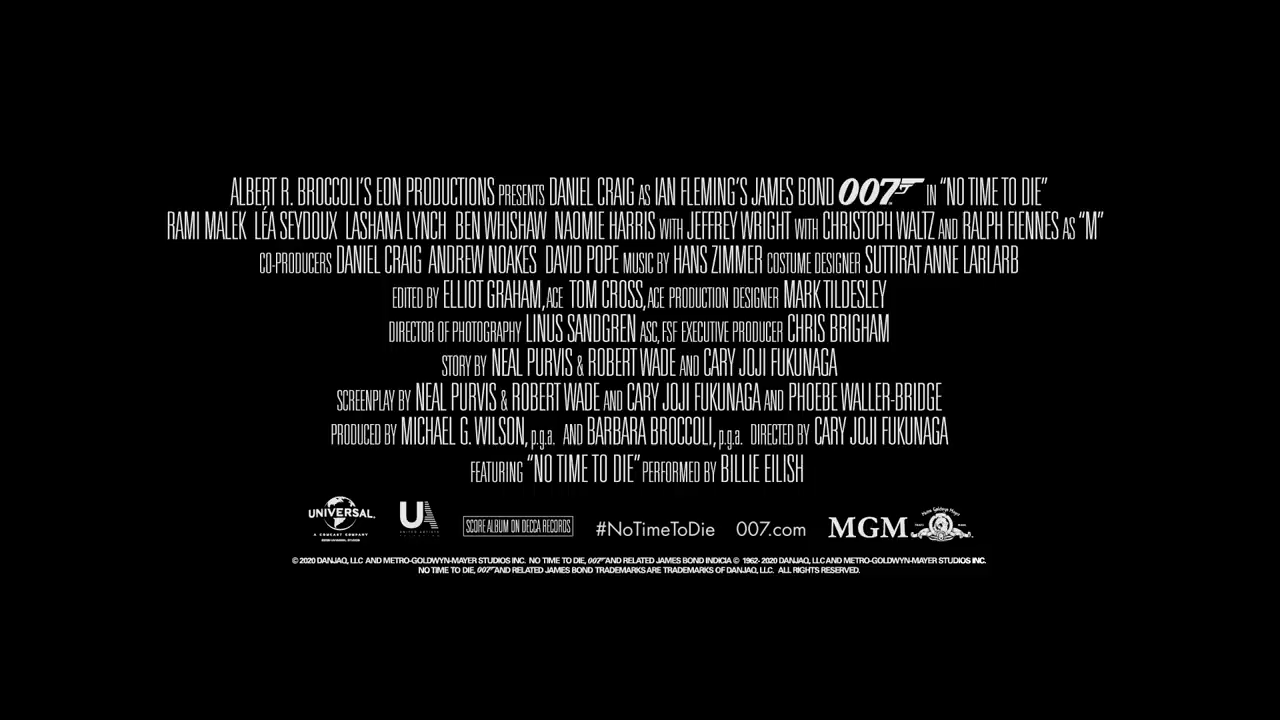 ALBERT R. BROCCOLI'S EON PRODUCTIONS PRESENTS DANIEL CRAIG AS IAN FLEMING'S JAMES BOND 007 IN "NO TIME TO DIE"
RAMI MALEK LÉA SEYDOUX LASHANA LYNCH BEN WHISHAW NAOMIE HARRIS WITH JEFFREY WRIGHT WITH CHRISTOPH WALTZ AND RALPH FIENNES AS "M"
CO-PRODUCERS DANIEL CRAIG ANDREW NOAKES DAVID POPE MUSIC BY HANS ZIMMER COSTUME DESIGNER SUTTIRAT ANNE LARLARB
EDITED BY ELLIOT GRAHAM, ACE TOM CROSS, ACE PRODUCTION DESIGNER MARK TILDESLEY
DIRECTOR OF PHOTOGRAPHY LINUS SANDGREN ASC, FSF EXECUTIVE PRODUCER CHRIS BRIGHAM
STORY BY NEAL PURVIS & ROBERT WADE AND CARY JOJI FUKUNAGA
SCREENPLAY BY NEAL PURVIS & ROBERT WADE AND CARY JOJI FUKUNAGA AND PHOEBE WALLER-BRIDGE
PRODUCED BY MICHAEL G. WILSON, p.g.a. AND BARBARA BROCCOLI, p.g.a. DIRECTED BY CARY JOJI FUKUNAGA
FEATURING "NO TIME TO DIE" PERFORMED BY BILLIE EILISH
UNIVERSAL UA SCORE ALBUM ON DECCA RECORDS #NoTimeToDie 007.com MGM
A COMCAST COMPANY UNITED ARTISTS
© 2020 DANJAQ, LLC AND METRO-GOLDWYN-MAYER STUDIOS INC. NO TIME TO DIE, 007 AND RELATED JAMES BOND INDICIA © 1962-2020 DANJAQ, LLC AND METRO-GOLDWYN-MAYER STUDIOS INC.
NO TIME TO DIE, 007 AND RELATED JAMES BOND TRADEMARKS ARE TRADEMARKS OF DANJAQ, LLC. ALL RIGHTS RESERVED.